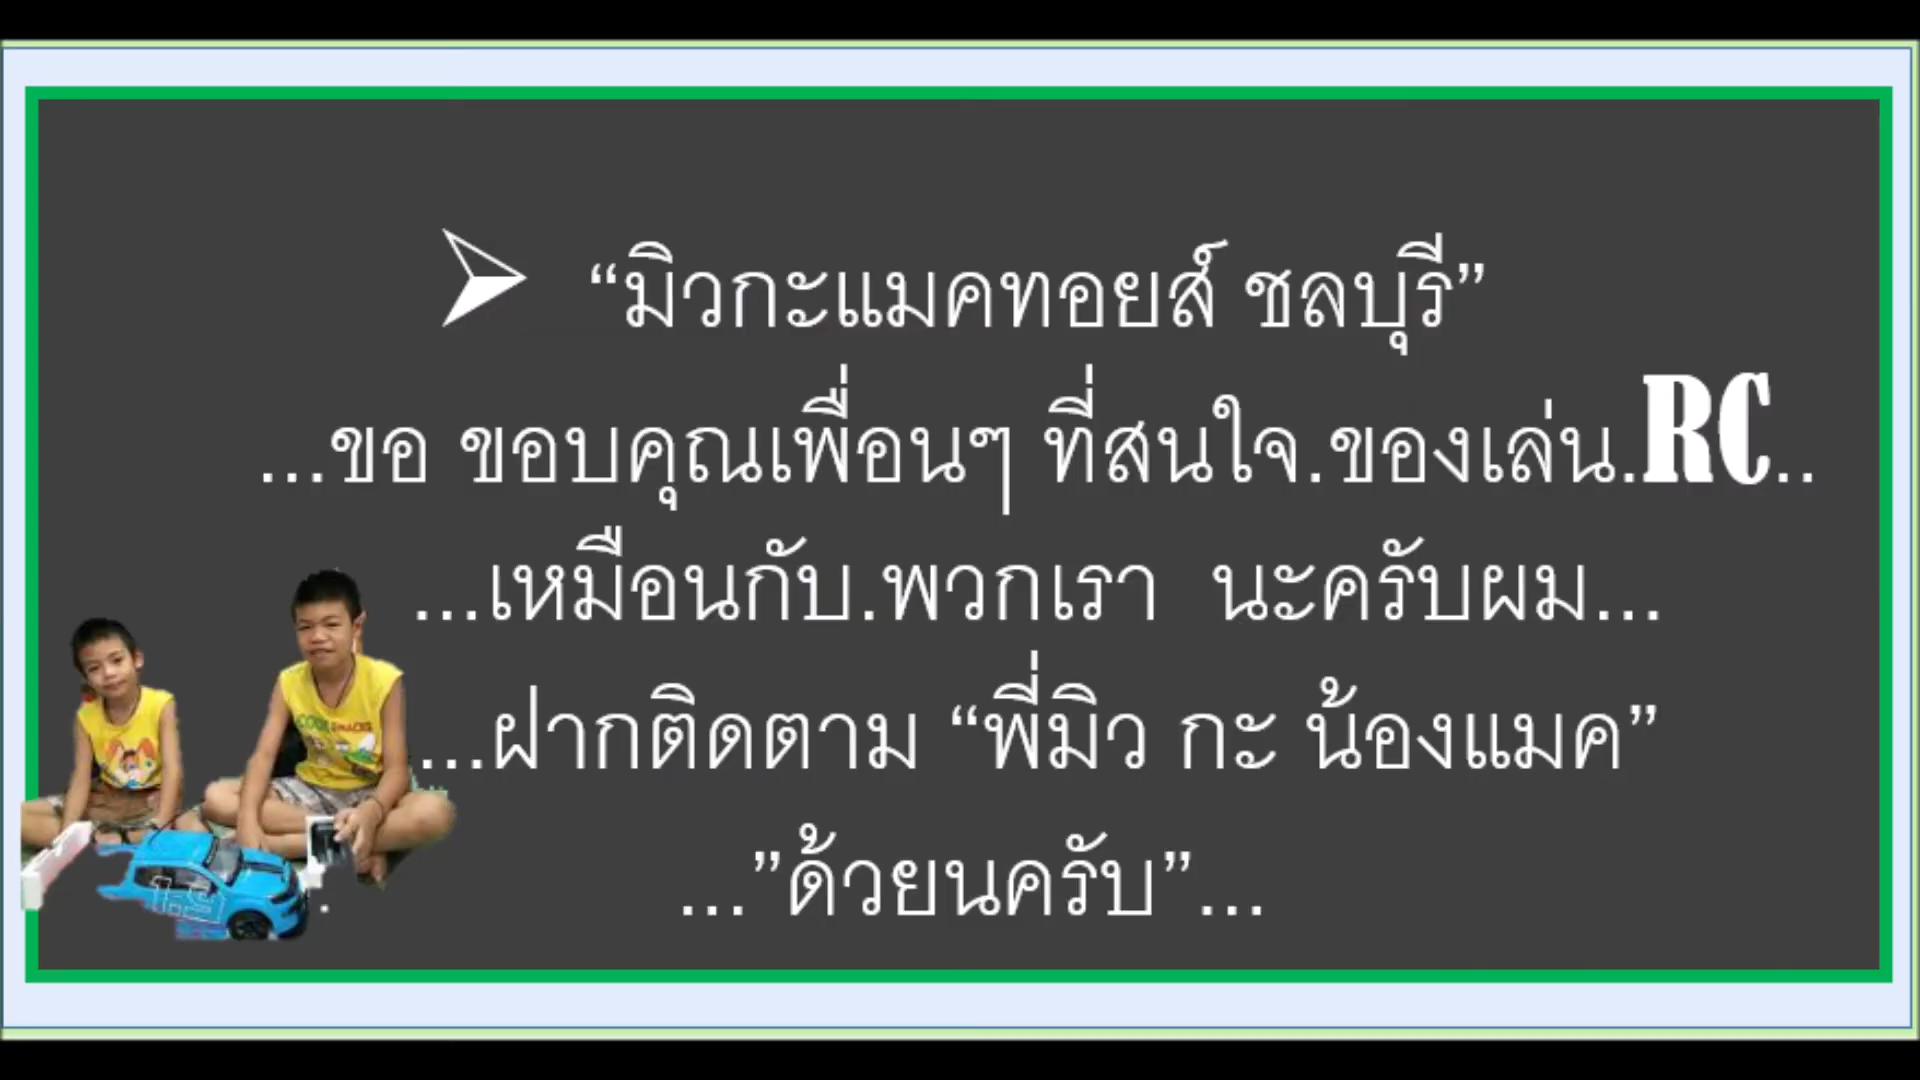 “มิวกะแมคทอยส์ ชลบุรี”
...ขอ ขอบคุณเพื่อนๆ ที่สนใจ.ของเล่น.RC..
...เหมือนกับ.พวกเรา นะครับผม...
...ฝากติดตาม “พี่มิว กะ น้องแมค”
...”ด้วยนครับ”...